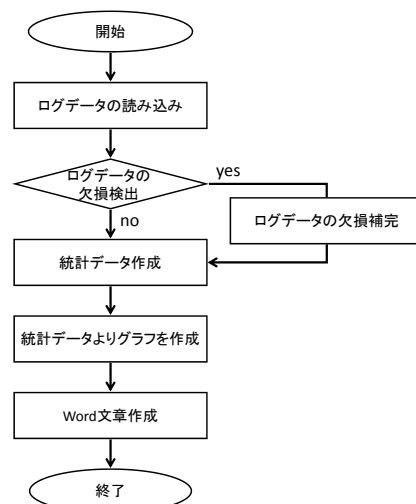 開始
ログデータの読み込み
ログデータの
欠損検出
yes
no
ログデータの欠損補完
統計データ作成
統計データよりグラフを作成
Word文章作成
終了